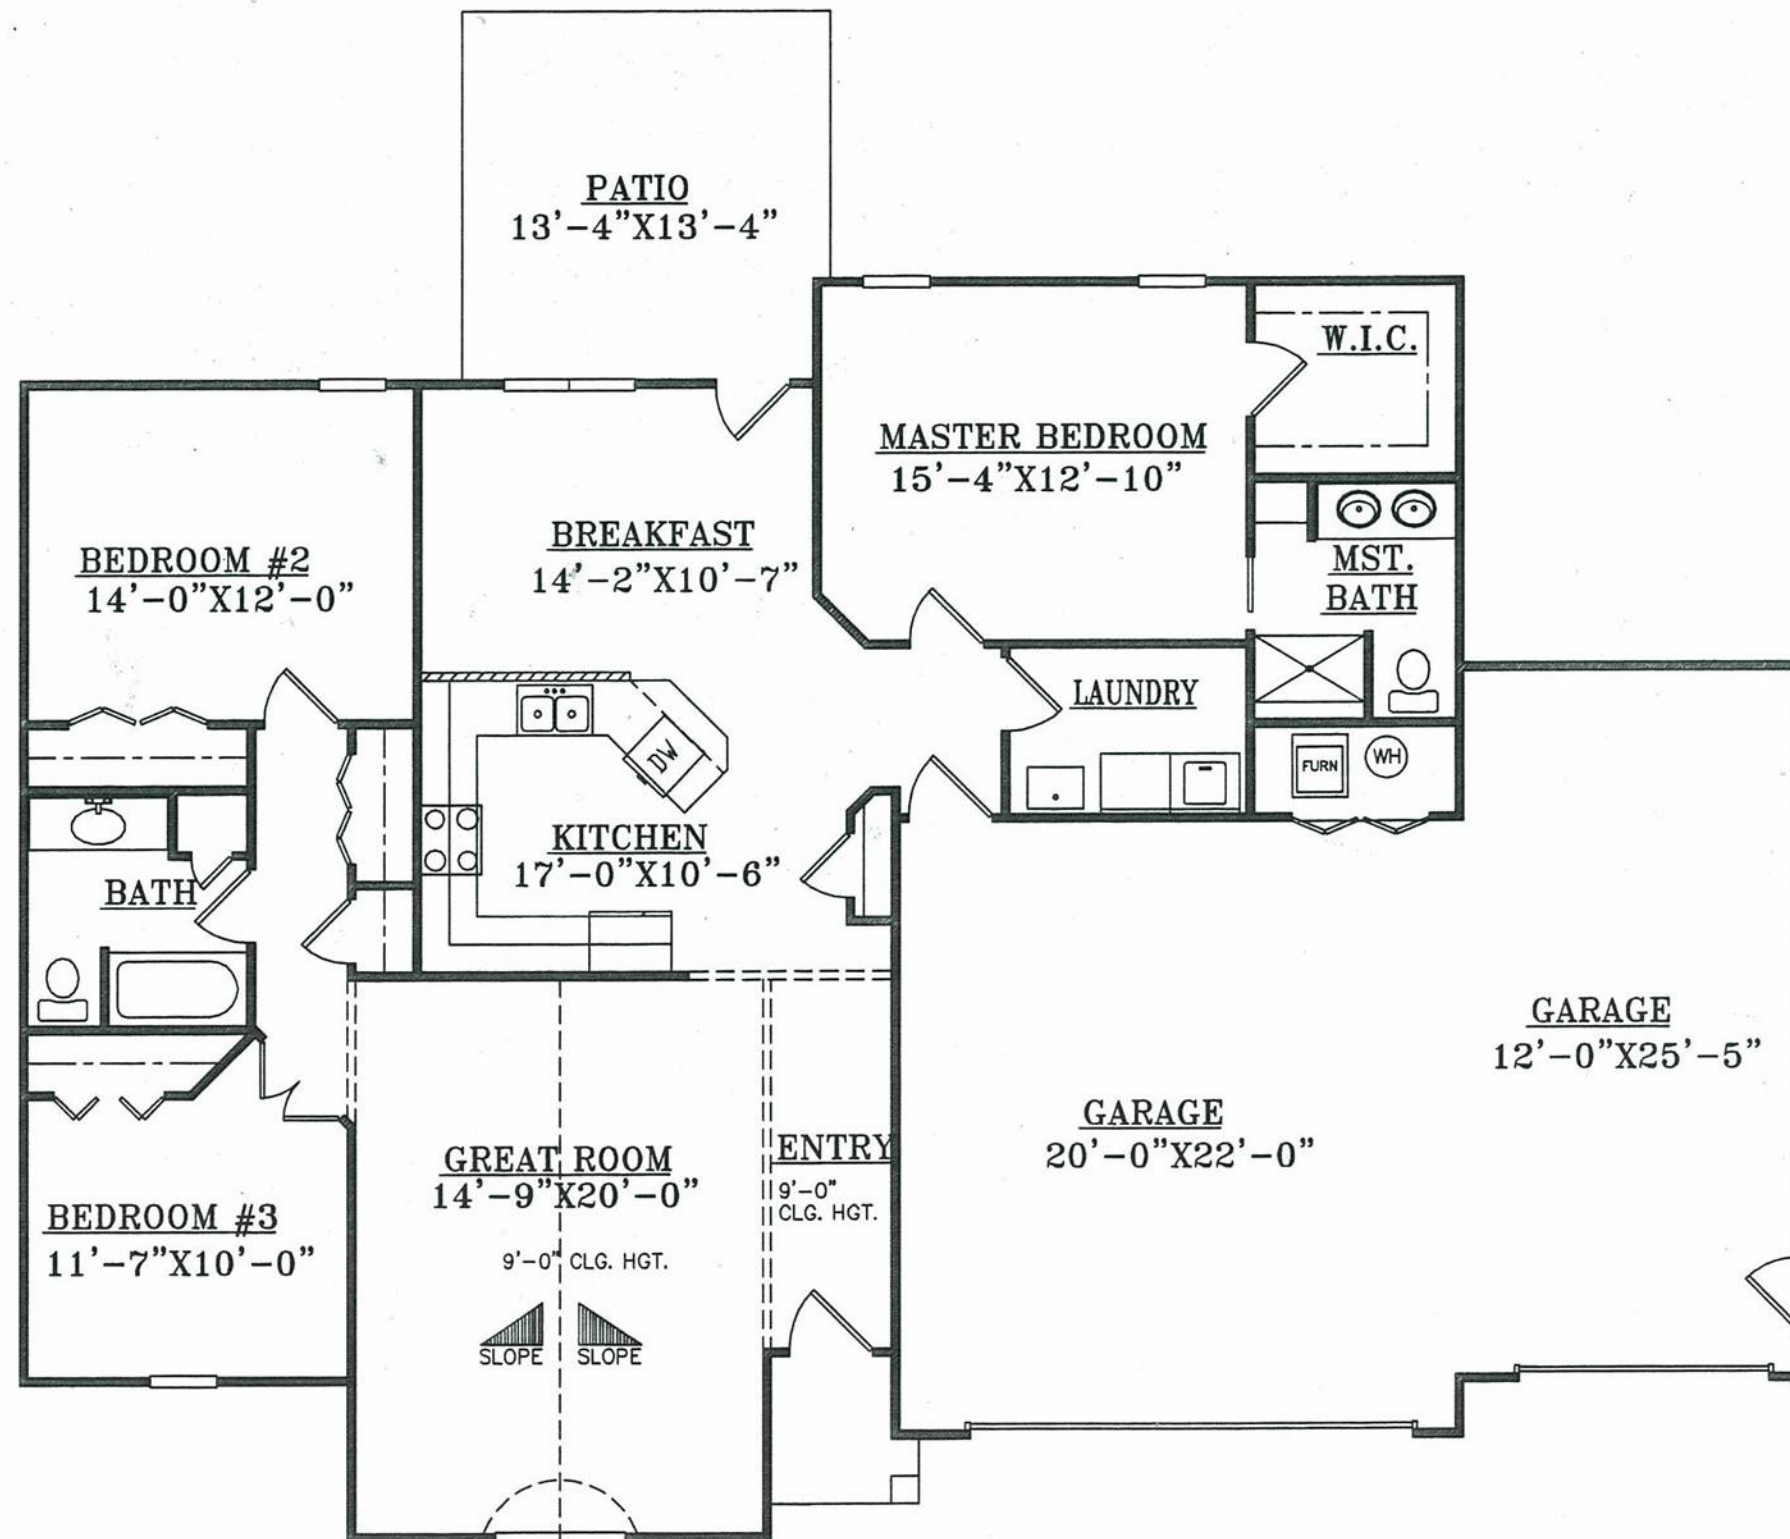 PATIO
13'-4"X13'-4"
W.I.C.
MASTER BEDROOM
15'-4"X12'-10"
BREAKFAST
14'-2"X10'-7"
BEDROOM #2
14'-0"X12'-0"
MST.
BATH
LAUNDRY
DW
FURN
WH
KITCHEN
17'-0"X10'-6"
BATH
GARAGE
12'-0"X25'-5"
GARAGE
20'-0"X22'-0"
ENTRY
9'-0"
CLG. HGT.
GREAT ROOM
14'-9"X20'-0"
9'-0" CLG. HGT.
SLOPE
SLOPE
BEDROOM #3
11'-7"X10'-0"